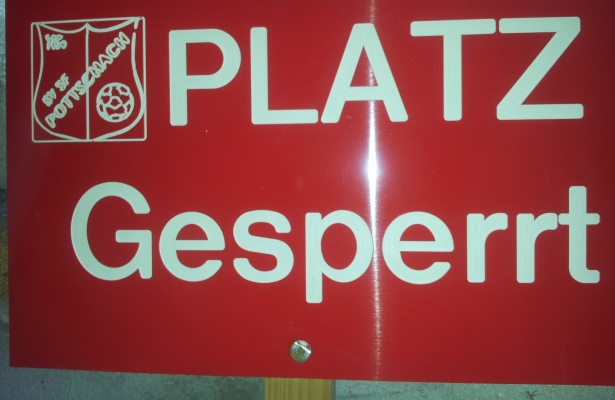 SV SF
POTTSCHACH
PLATZ
Gesperrt